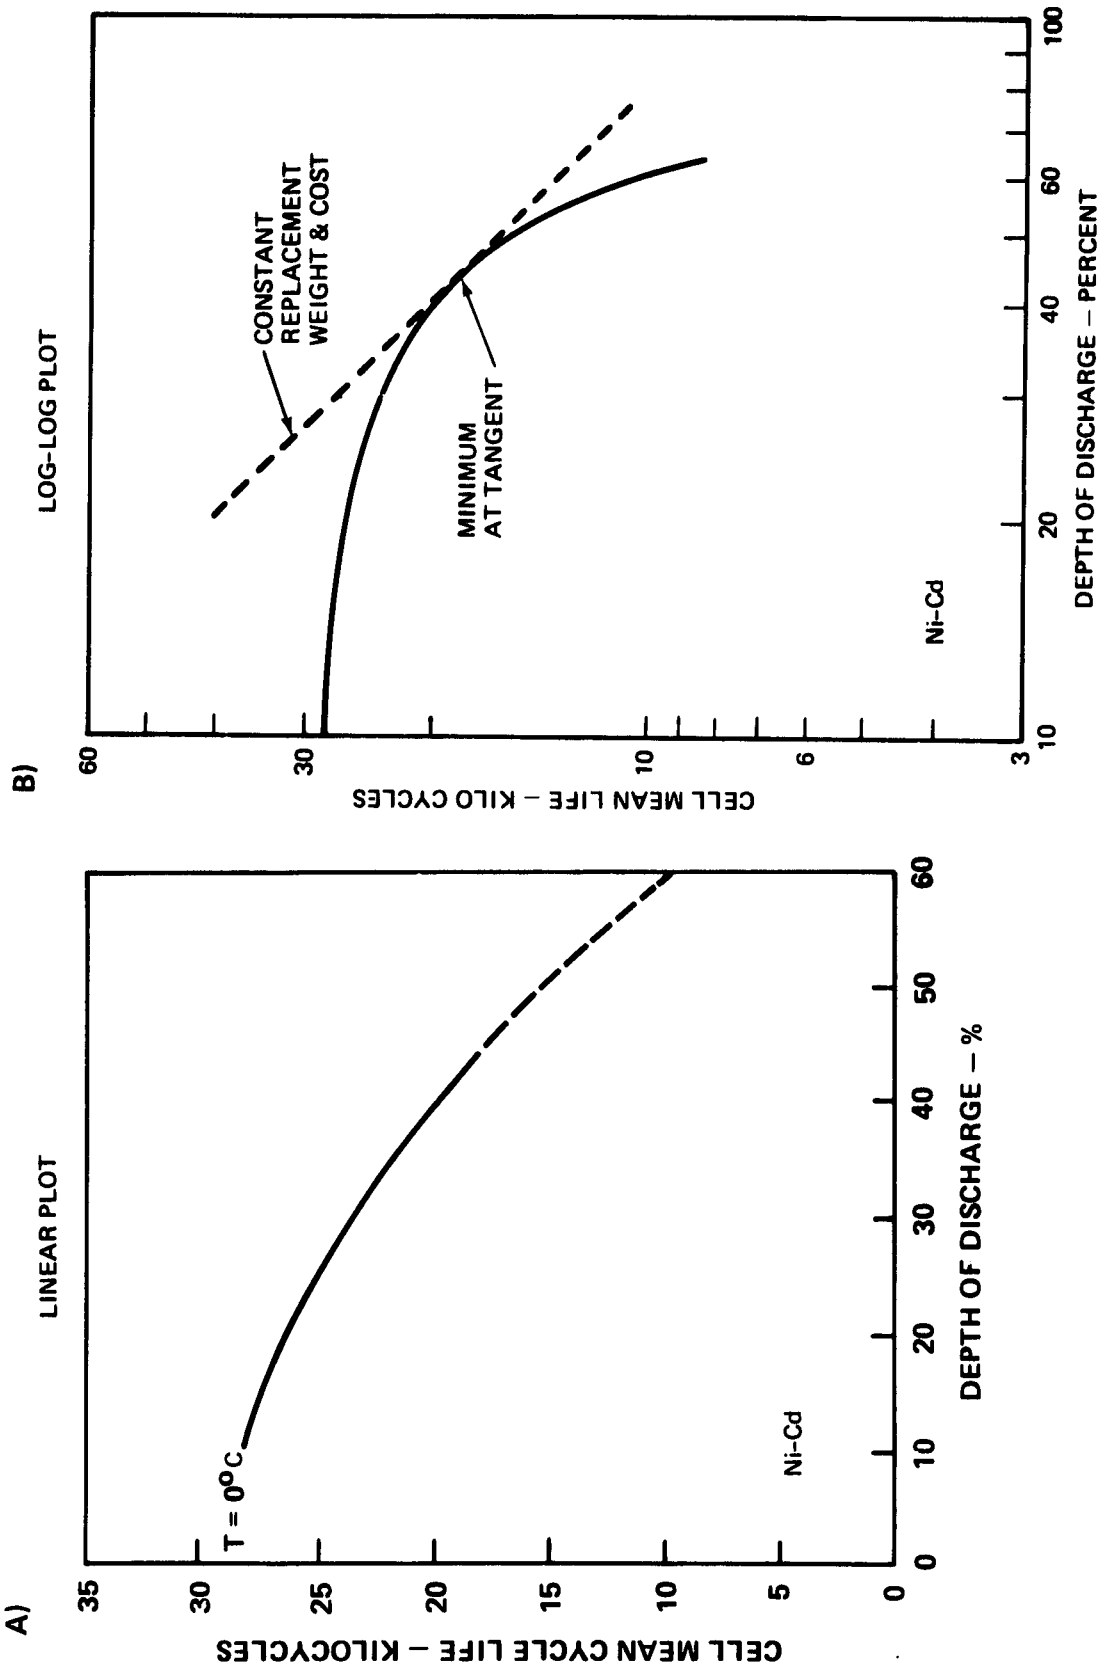 A)
LINEAR PLOT
CELL MEAN CYCLE LIFE – KILOCYCLES
35
30
25
20
15
10
5
0
T = 0°C
Ni-Cd
0
10
20
30
40
50
60
DEPTH OF DISCHARGE – %
B)
LOG-LOG PLOT
CELL MEAN LIFE – KILO CYCLES
60
30
10
6
3
CONSTANT
REPLACEMENT
WEIGHT & COST
MINIMUM
AT TANGENT
Ni-Cd
10
20
40
60
100
DEPTH OF DISCHARGE – PERCENT